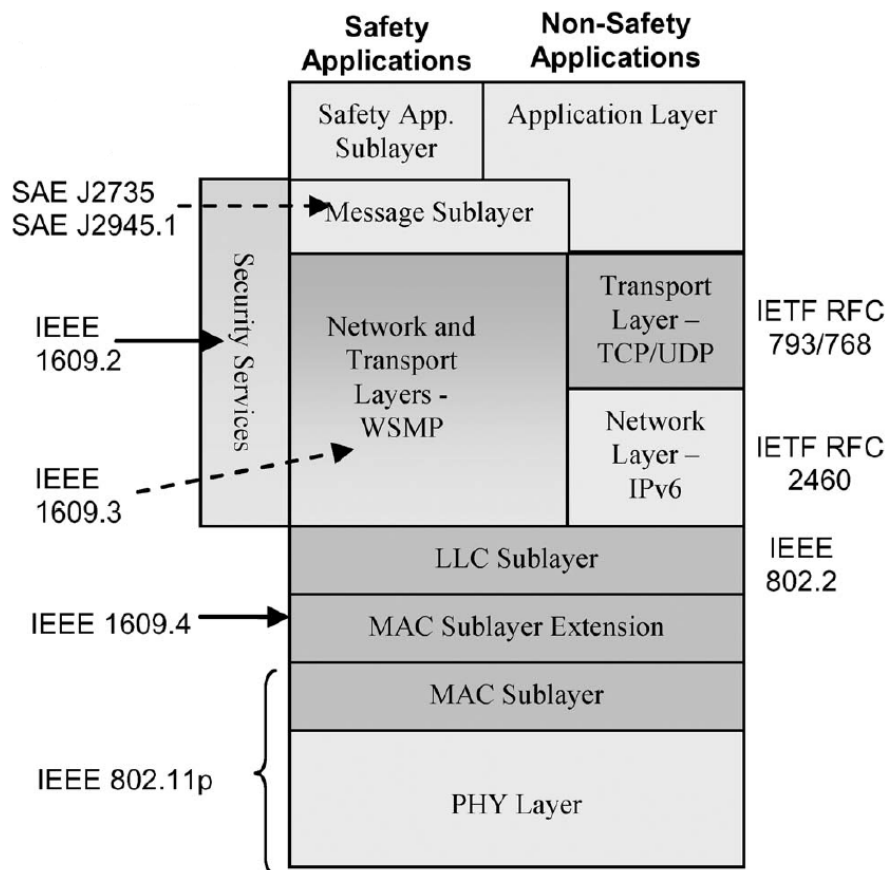 Safety
Applications
Non-Safety
Applications
Safety App.
Sublayer
Application Layer
SAE J2735
SAE J2945.1
Message Sublayer
Security Services
IEEE
1609.2
Network and
Transport
Layers -
WSMP
Transport
Layer –
TCP/UDP
IETF RFC
793/768
IEEE
1609.3
Network
Layer –
IPv6
IETF RFC
2460
LLC Sublayer
IEEE
802.2
IEEE 1609.4
MAC Sublayer Extension
MAC Sublayer
IEEE 802.11p
PHY Layer